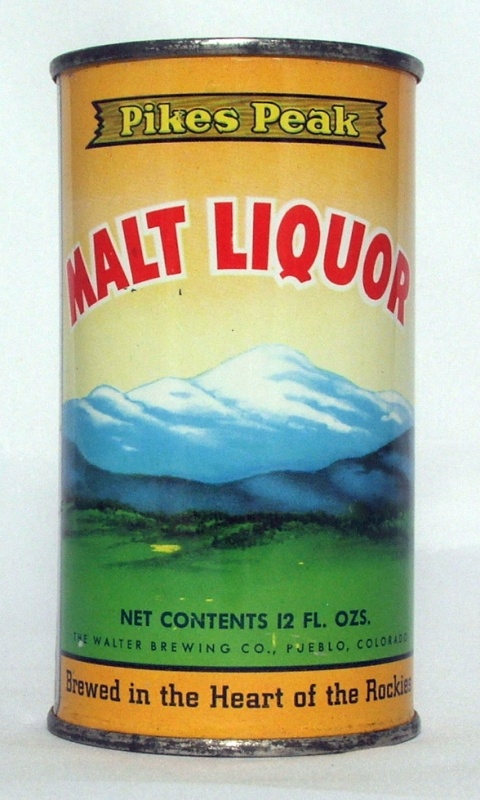 Pikes Peak
MALT LIQUOR
NET CONTENTS 12 FL. OZS.
THE WALTER BREWING CO., PUEBLO, COLORADO
Brewed in the Heart of the Rockies